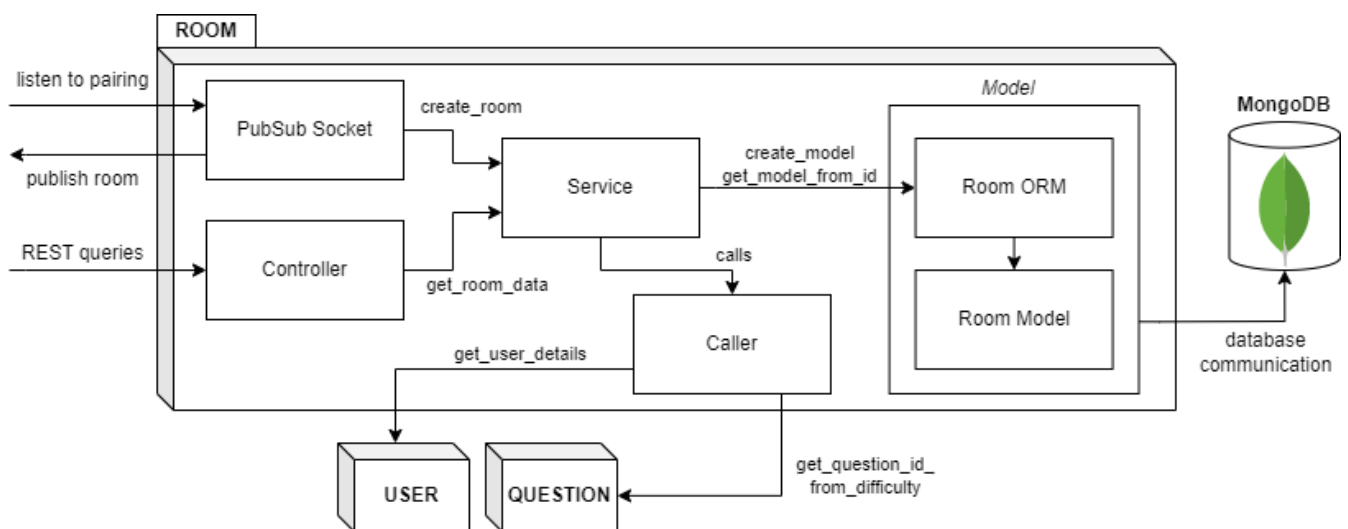 ROOM
listen to pairing
publish room
REST queries
PubSub Socket
Controller
create_room
get_room_data
Service
create_model
get_model_from_id
calls
Caller
get_user_details
Model
Room ORM
Room Model
MongoDB
database
communication
USER
QUESTION
get_question_id_
from_difficulty